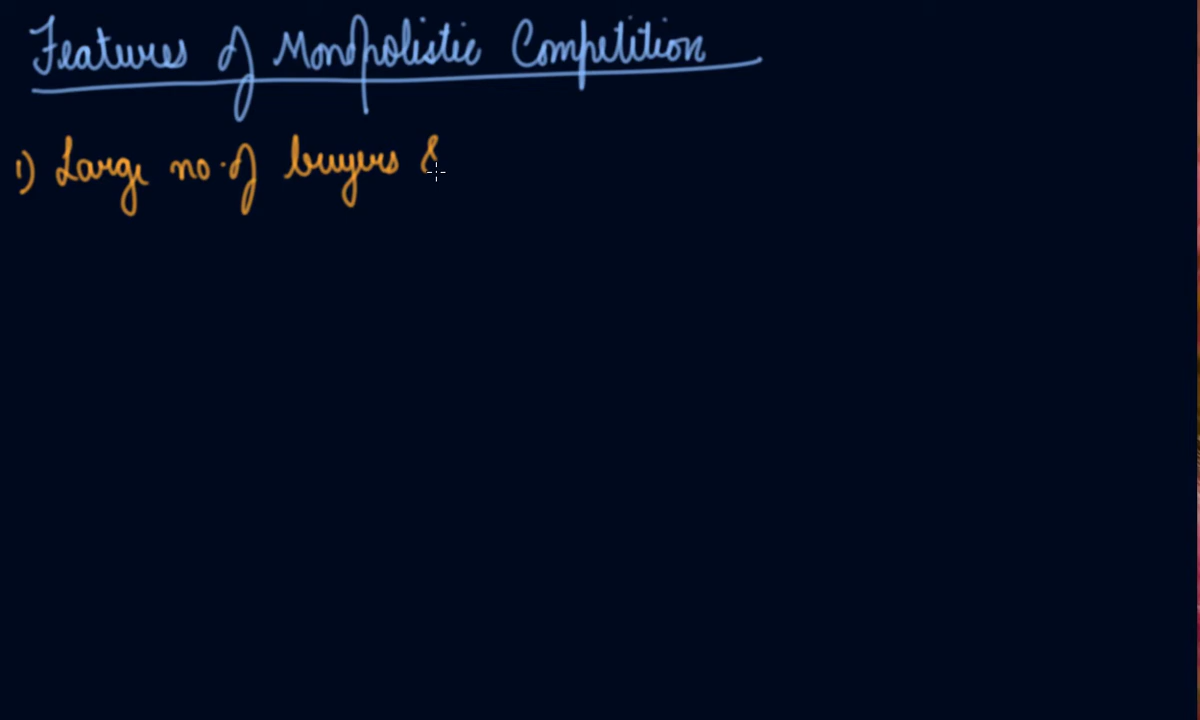 Features of Monopolistic Competition
1) Large no. of buyers &